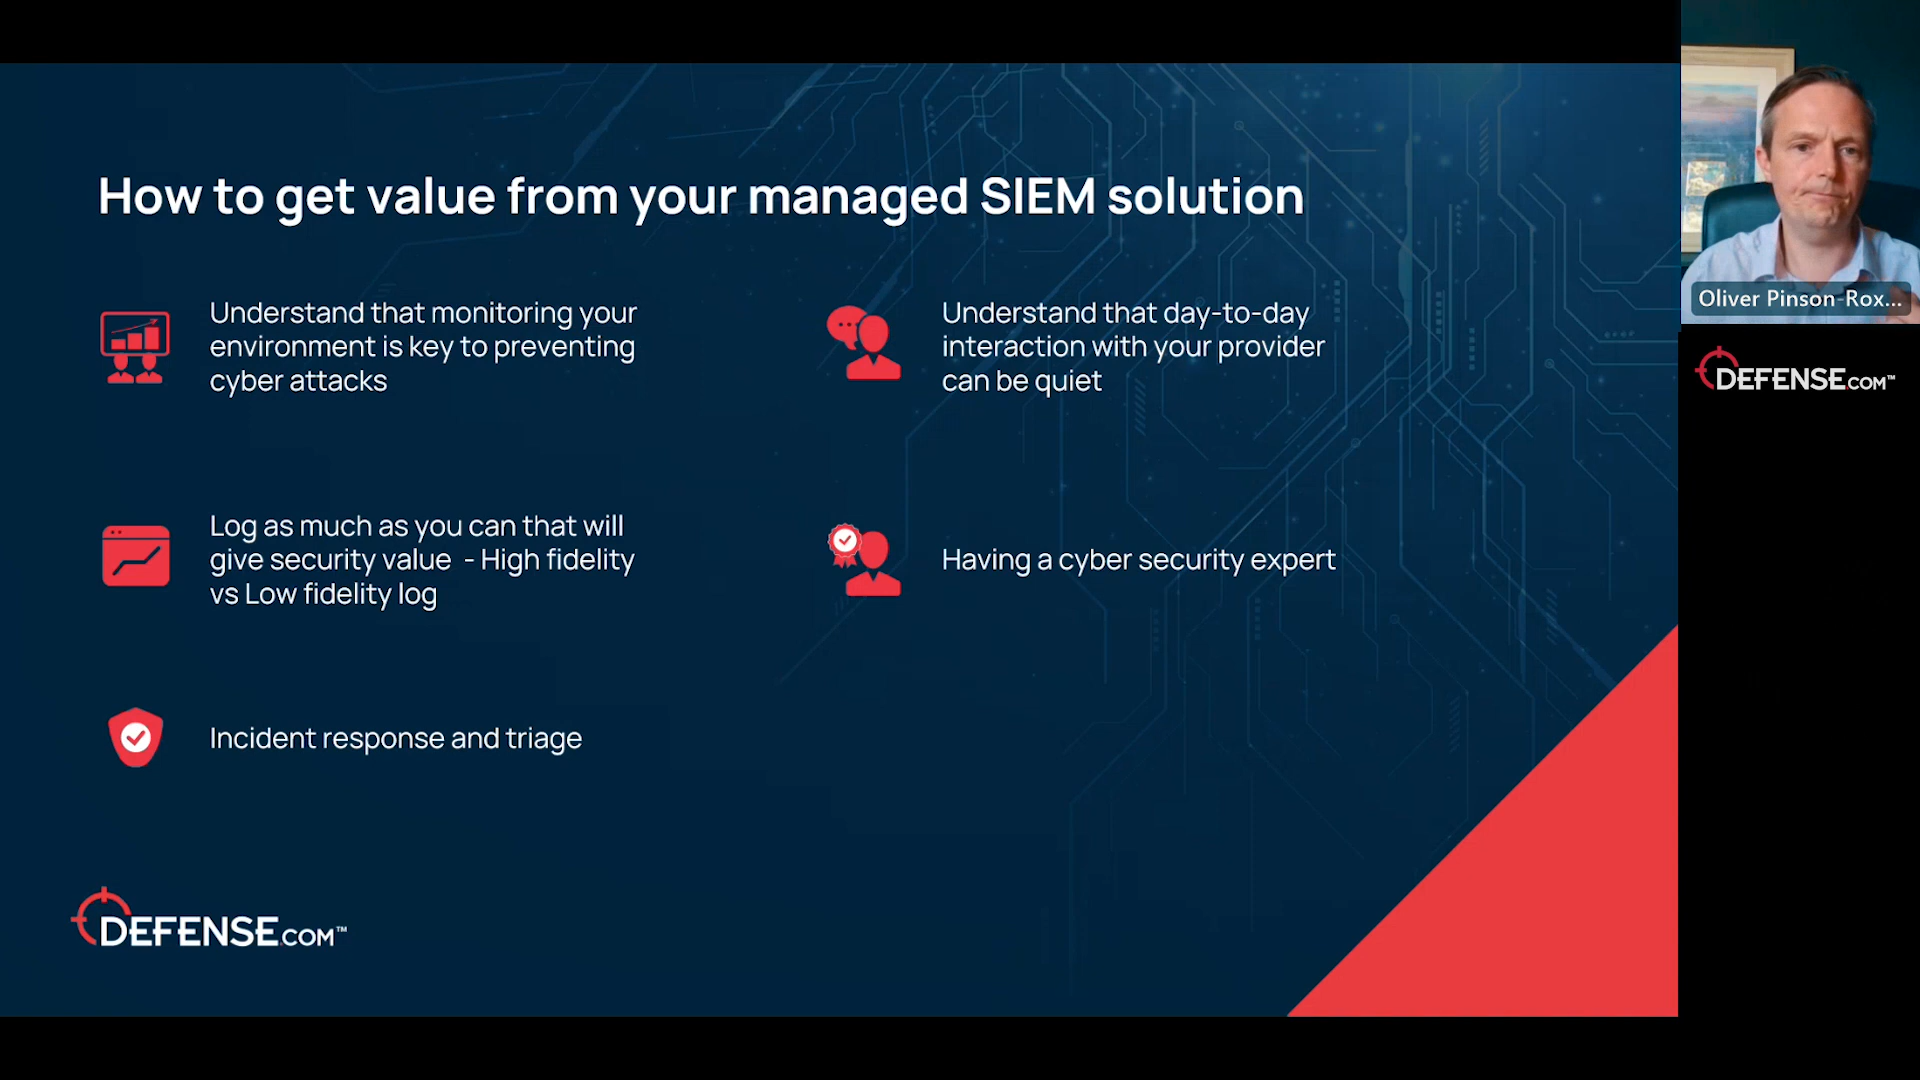 How to get value from your managed SIEM solution
Understand that monitoring your
environment is key to preventing
cyber attacks
Understand that day-to-day
interaction with your provider
can be quiet
Log as much as you can that will
give security value - High fidelity
vs Low fidelity log
Having a cyber security expert
Incident response and triage
DEFENSE.COM™
Oliver Pinson-Rox...
DEFENSE.COM™